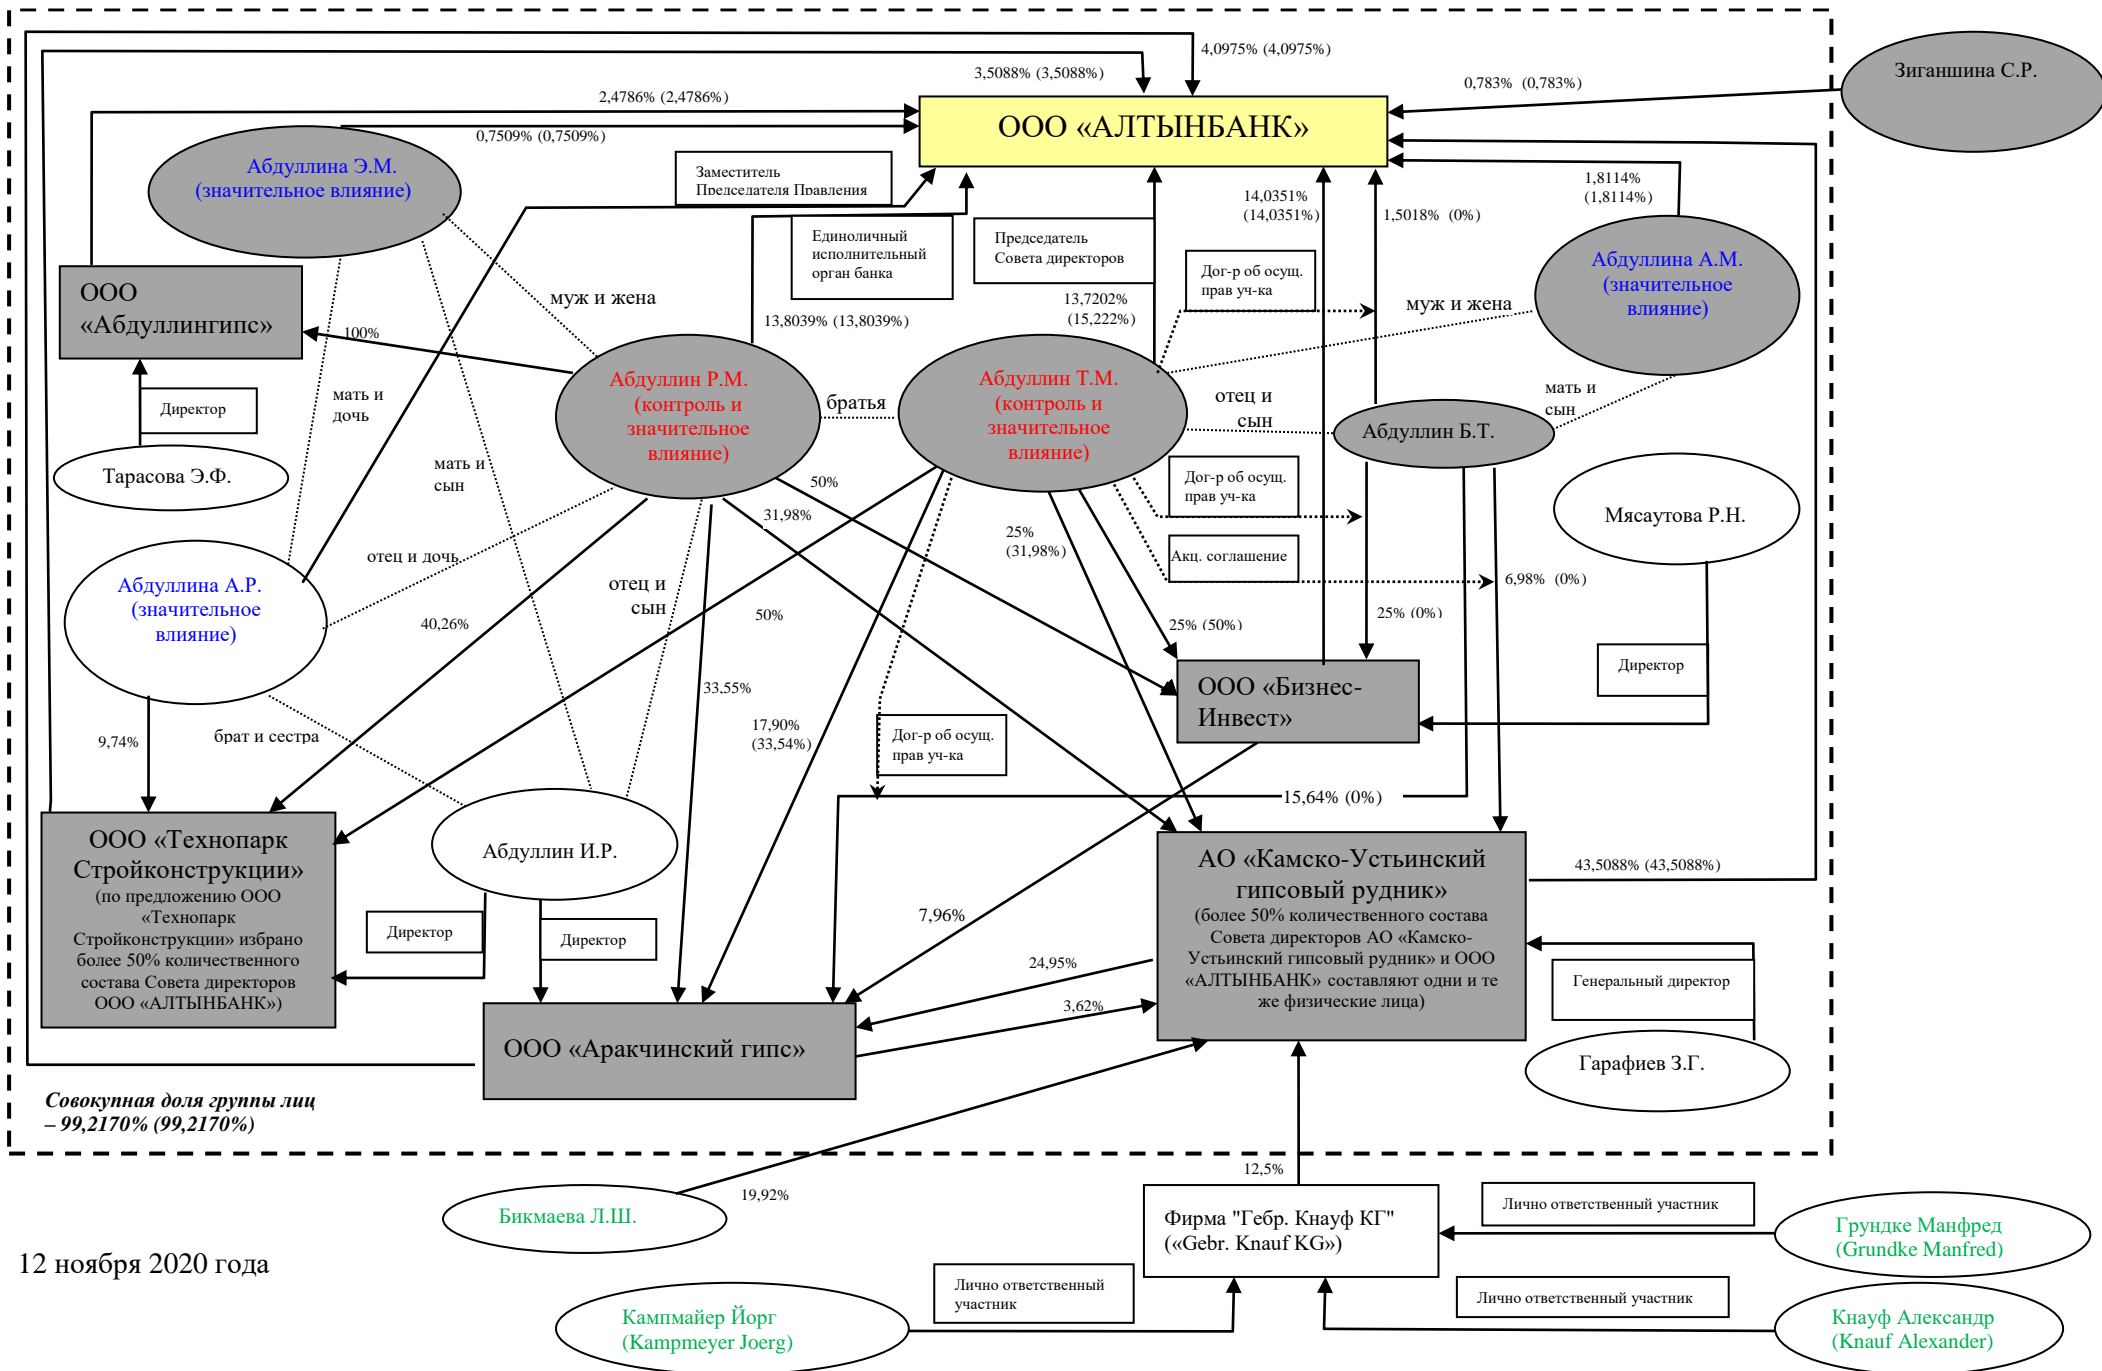 4,0975% (4,0975%)
3,5088% (3,5088%)
2,4786% (2,4786%)
0,783% (0,783%)
Зиганшина С.Р.
ООО «АЛТЫНБАНК»
0,7509% (0,7509%)
Абдуллина Э.М.
(значительное влияние)
Заместитель
Председателя Правления
14,0351%
(14,0351%)
1,5018% (0%)
1,8114%
(1,8114%)
Единоличный
исполнительный
орган банка
Председатель
Совета директоров
Дог-р об осущ.
прав уч-ка
Абдуллина А.М.
(значительное
влияние)
ООО
«Абдуллингипс»
муж и жена
муж и жена
13,8039% (13,8039%)
13,7202%
(15,222%)
100%
Абдуллин Р.М.
(контроль и
значительное
влияние)
братья
Абдуллин Т.М.
(контроль и
значительное
влияние)
отец и
сын
Абдуллин Б.Т.
мать и
сын
Директор
мать и
дочь
Тарасова Э.Ф.
мать и
сын
50%
31,98%
Дог-р об осущ.
прав уч-ка
25%
(31,98%)
Акц. соглашение
Мясаутова Р.Н.
отец и дочь
Абдуллина А.Р.
(значительное
влияние)
отец и
сын
6,98% (0%)
40,26%
50%
25% (50%)
25% (0%)
Директор
33,55%
ООО «Бизнес-
Инвест»
9,74%
брат и сестра
17,90%
(33,54%)
Дог-р об осущ.
прав уч-ка
15,64% (0%)
ООО «Технопарк
Стройконструкции»
(по предложению ООО
«Технопарк
Стройконструкции» избрано
более 50% количественного
состава Совета директоров
ООО «АЛТЫНБАНК»)
Абдуллин И.Р.
АО «Камско-Устьинский
гипсовый рудник»
(более 50% количественного состава
Совета директоров АО «Камско-
Устьинский гипсовый рудник» и ООО
«АЛТЫНБАНК» составляют одни и те
же физические лица)
43,5088% (43,5088%)
Директор
Директор
7,96%
24,95%
3,62%
Генеральный директор
ООО «Аракчинский гипс»
Гарафиев З.Г.
Совокупная доля группы лиц
– 99,2170% (99,2170%)
12,5%
19,92%
Бикмаева Л.Ш.
Фирма "Гебр. Кнауф КГ"
(«Gebr. Knauf KG»)
Лично ответственный участник
Грундке Манфред
(Grundke Manfred)
12 ноября 2020 года
Лично ответственный
участник
Лично ответственный участник
Кампмайер Йорг
(Kampmeyer Joerg)
Кнауф Александр
(Knauf Alexander)